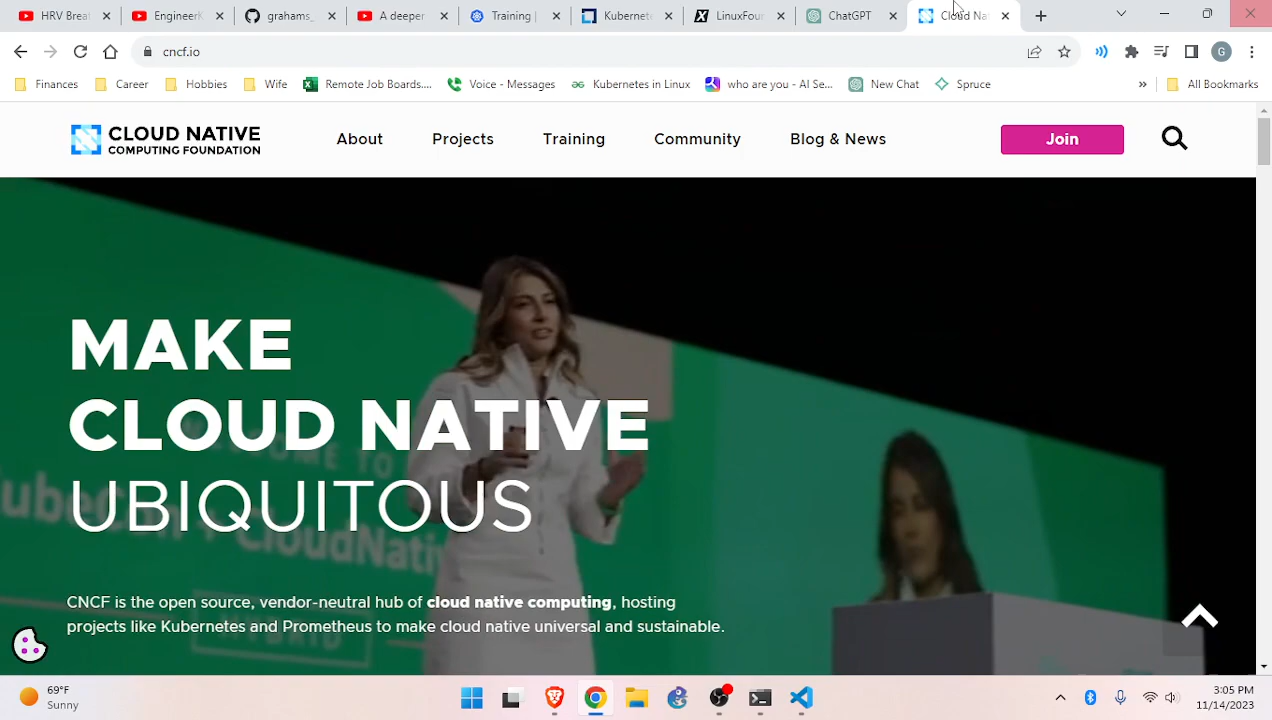 HRV Breat
EngineerK
grahams_
A deeper
Training |
Kubernete
LinuxFour
ChatGPT
Cloud Nat
cncf.io
G
Finances
Career
Hobbies
Wife
Remote Job Boards....
Voice - Messages
Kubernetes in Linux
who are you - AI Se...
New Chat
Spruce
»
All Bookmarks
CLOUD NATIVE
COMPUTING FOUNDATION
About
Projects
Training
Community
Blog & News
Join
MAKE
CLOUD NATIVE
UBIQUITOUS
CNCF is the open source, vendor-neutral hub of cloud native computing, hosting
projects like Kubernetes and Prometheus to make cloud native universal and sustainable.
69°F
Sunny
3:05 PM
11/14/2023